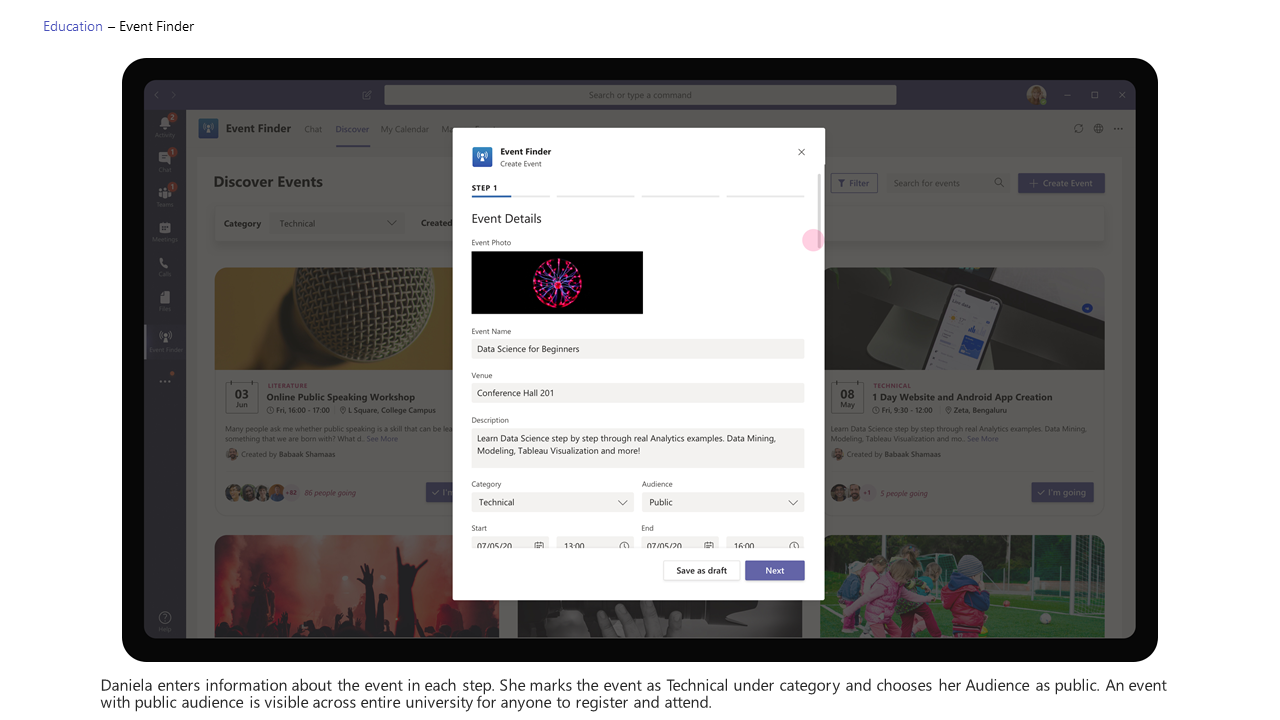 Education – Event Finder
Search or type a command
Activity
2
Chat
1
Teams
1
Meetings
Calls
Files
Event Finder
Help
Event Finder Chat Discover My Calendar
Discover Events
Filter
Search for events
Create Event
Category Technical
Created
03
Jun
LITERATURE
Online Public Speaking Workshop
Fri, 16:00 - 17:00 L Square, College Campus
Many people ask me whether public speaking is a skill that can be
something that we are born with? What d.. See More
Created by Babaak Shamaas
86 people going
08
May
TECHNICAL
1 Day Website and Android App Creation
Fri, 9:30 - 12:00 Zeta, Bengaluru
Learn Data Science step by step through real Analytics examples. Data Mining,
Modeling, Tableau Visualization and mo.. See More
Created by Babaak Shamaas
+1 5 people going
I'm going
Event Finder
Create Event
STEP 1
Event Details
Event Photo
Event Name
Data Science for Beginners
Venue
Conference Hall 201
Description
Learn Data Science step by step through real Analytics examples. Data Mining,
Modeling, Tableau Visualization and more!
Category Audience
Technical Public
Start End
07/05/20 13:00 07/05/20 16:00
Save as draft Next
Daniela enters information about the event in each step. She marks the event as Technical under category and chooses her Audience as public. An event
with public audience is visible across entire university for anyone to register and attend.